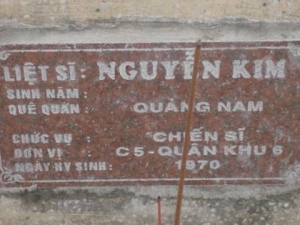 LIỆT SĨ: NGUYỄN KIM
SINH NĂM:
QUÊ QUÁN: QUẢNG NAM
CHỨC VỤ: CHIẾN SĨ
ĐƠN VỊ: C5-QUÂN KHU 6
NGÀY HY SINH: 1970